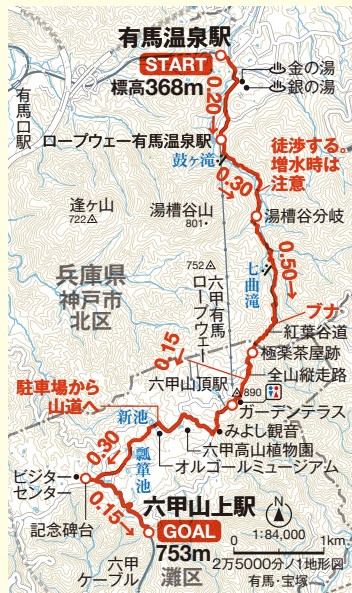 有馬温泉駅
START
標高368m
金の湯
銀の湯
有馬口駅
0.20
ロープウェー有馬温泉駅
鼓ヶ滝
徒渉する。
増水時は
注意
0.30
逢ヶ山
722
湯槽谷山
801
湯槽谷分岐
0.50
兵庫県
神戸市
北区
752
七曲滝
六甲有馬
ロープウェー
ブナ
紅葉谷道
極楽茶屋跡
0.15
全山縦走路
六甲山頂駅
890
駐車場から
山道へ
新池
ガーデンテラス
みよし観音
六甲高山植物園
オルゴールミュージアム
瓢箪池
0.30
ビジター
センター
0.15
記念碑台
六甲山上駅
GOAL
753m
六甲
ケーブル
灘区
N
1:84,000
0
1km
2万5000分ノ1地形図
有馬・宝塚